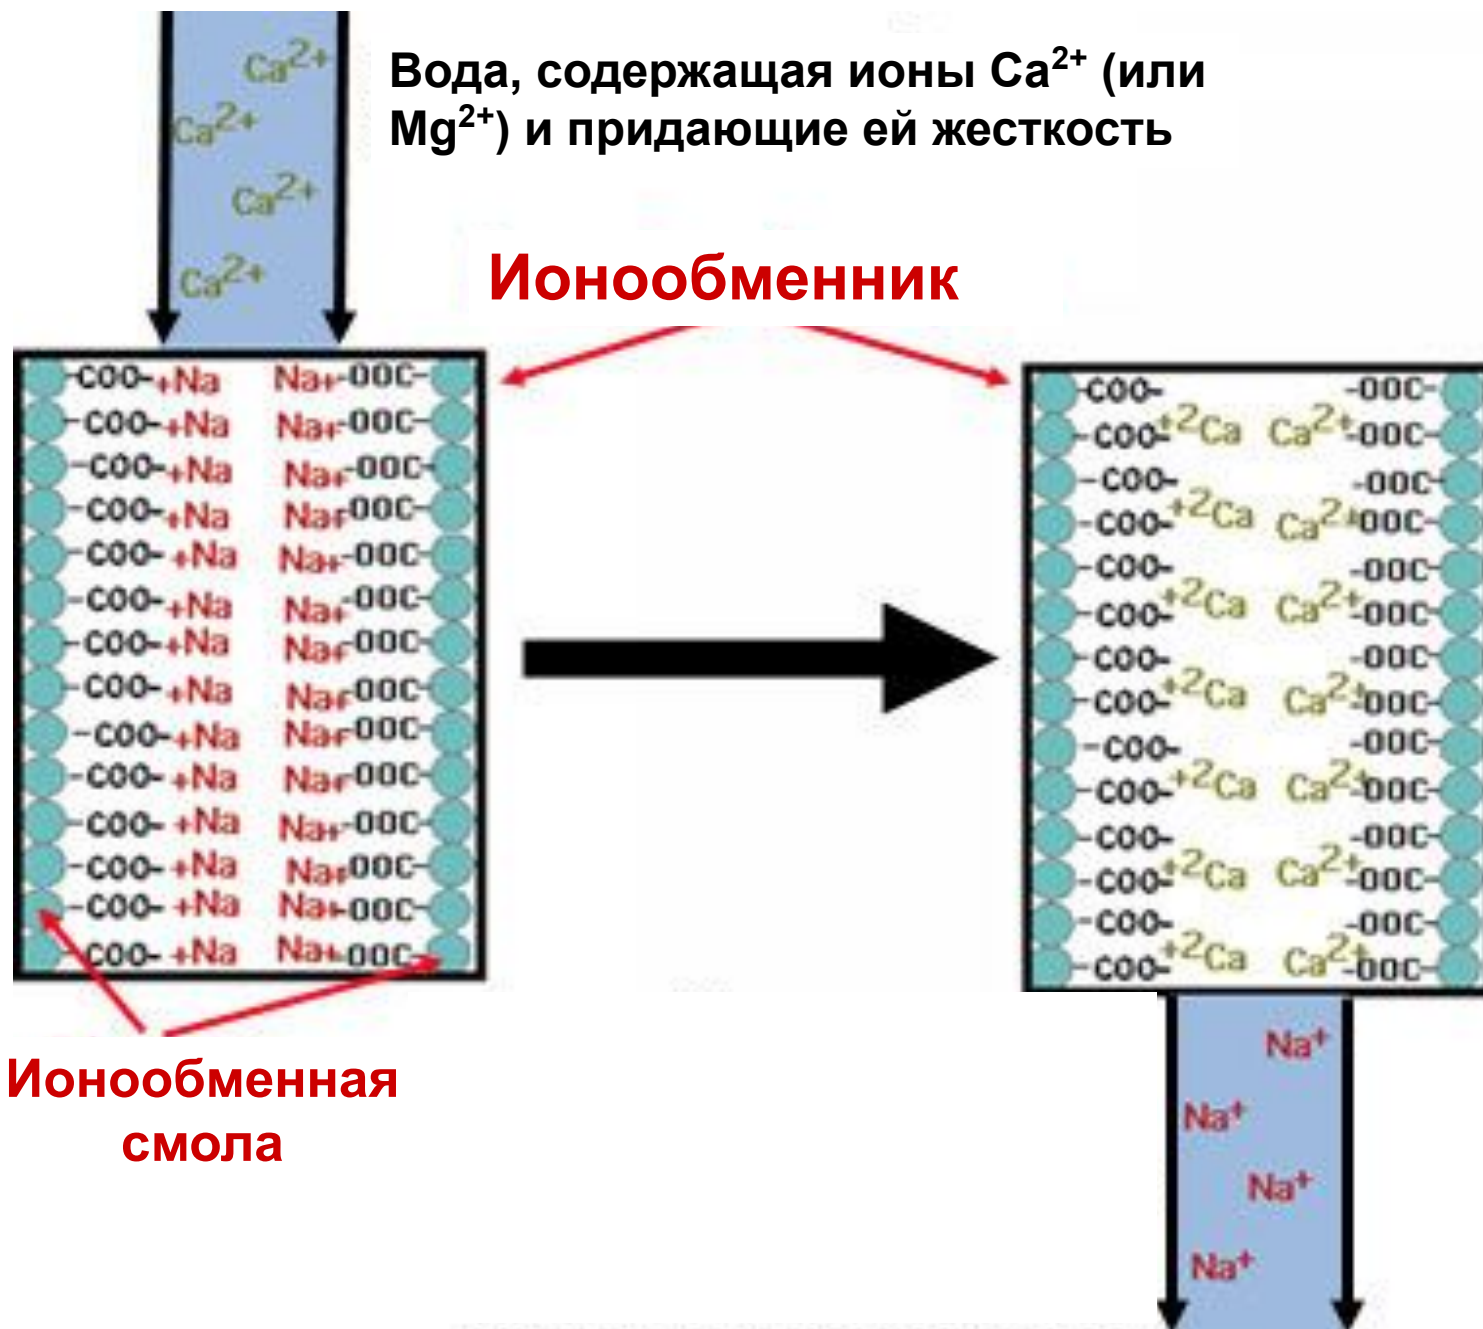 Ca²⁺
Вода, содержащая ионы Ca²⁺ (или
Mg²⁺) и придающие ей жесткость
Ca²⁺
Ca²⁺
Ca²⁺
Ионообменник
-COO-+Na Na+-OOC-
-COO-+Na Na+-OOC-
-COO-+Na Na+-OOC-
-COO-+Na Na+-OOC-
-COO-+Na Na+-OOC-
-COO-+Na Na+-OOC-
-COO-+Na Na+-OOC-
-COO-+Na Na+-OOC-
-COO-+Na Na+-OOC-
-COO-+Na Na+-OOC-
-COO-+Na Na+-OOC-
-COO-+Na Na+-OOC-
-COO-+Na Na+-OOC-
-COO-+Na Na+-OOC-
-COO- -OOC-
-COO-⁺²Ca Ca²⁺-OOC-
-COO- -OOC-
-COO-⁺²Ca Ca²⁺-OOC-
-COO- -OOC-
-COO-⁺²Ca Ca²⁺-OOC-
-COO- -OOC-
-COO-⁺²Ca Ca²⁺-OOC-
-COO- -OOC-
-COO-⁺²Ca Ca²⁺-OOC-
-COO- -OOC-
-COO-⁺²Ca Ca²⁺-OOC-
-COO- -OOC-
-COO-⁺²Ca Ca²⁺-OOC-
Ионообменная
смола
Na⁺
Na⁺
Na⁺
Na⁺